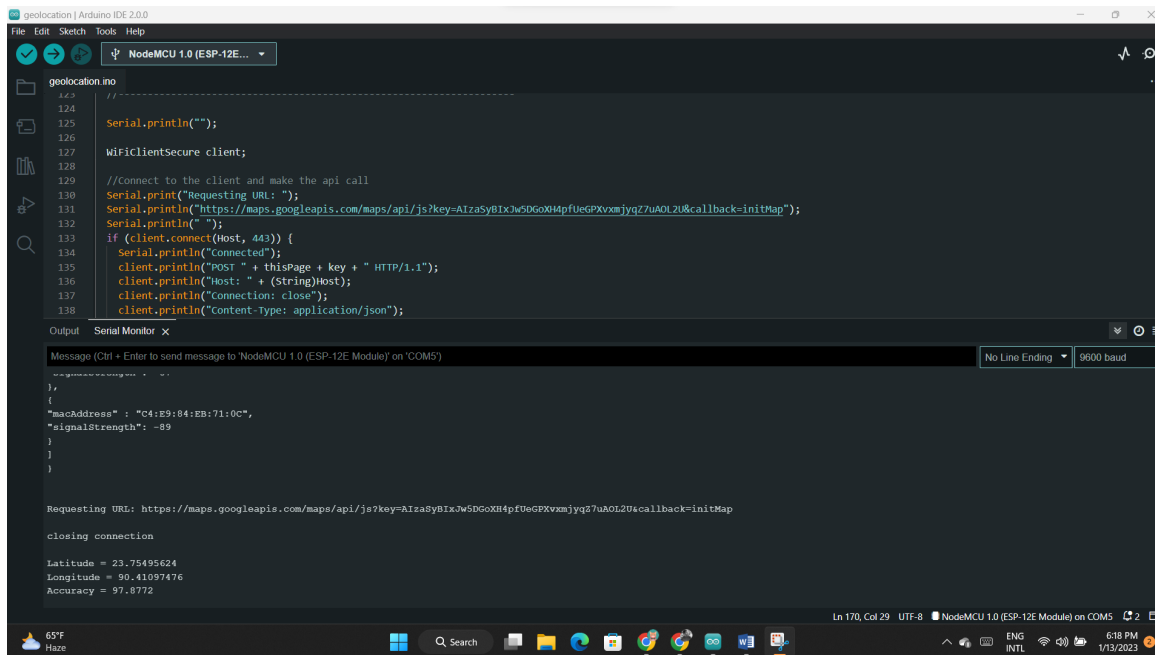 geolocation | Arduino IDE 2.0.0
File Edit Sketch Tools Help
NodeMCU 1.0 (ESP-12E...
geolocation.ino
123 //--------------------------------------------------------------------
124
125 Serial.println("");
126
127 WiFiClientSecure client;
128
129 //Connect to the client and make the api call
130 Serial.print("Requesting URL: ");
131 Serial.println("https://maps.googleapis.com/maps/api/js?key=AIzaSyBIxJw5DGoXH4pfUeGPXvxmjyqZ7uAOL2U&callback=initMap");
132 Serial.println(" ");
133 if (client.connect(Host, 443)) {
134 Serial.println("Connected");
135 client.println("POST " + thisPage + key + " HTTP/1.1");
136 client.println("Host: " + (String)Host);
137 client.println("Connection: close");
138 client.println("Content-Type: application/json");
Output Serial Monitor
Message (Ctrl + Enter to send message to 'NodeMCU 1.0 (ESP-12E Module)' on 'COM5')
No Line Ending 9600 baud
},
{
"macAddress" : "C4:E9:84:EB:71:0C",
"signalStrength": -89
}
]
}
Requesting URL: https://maps.googleapis.com/maps/api/js?key=AIzaSyBIxJw5DGoXH4pfUeGPXvxmjyqZ7uAOL2U&callback=initMap
closing connection
Latitude = 23.75495624
Longitude = 90.41097476
Accuracy = 97.8772
Ln 170, Col 29 UTF-8 NodeMCU 1.0 (ESP-12E Module) on COM5 2
65°F
Haze
Search
ENG
INTL
6:18 PM
1/13/2023
2